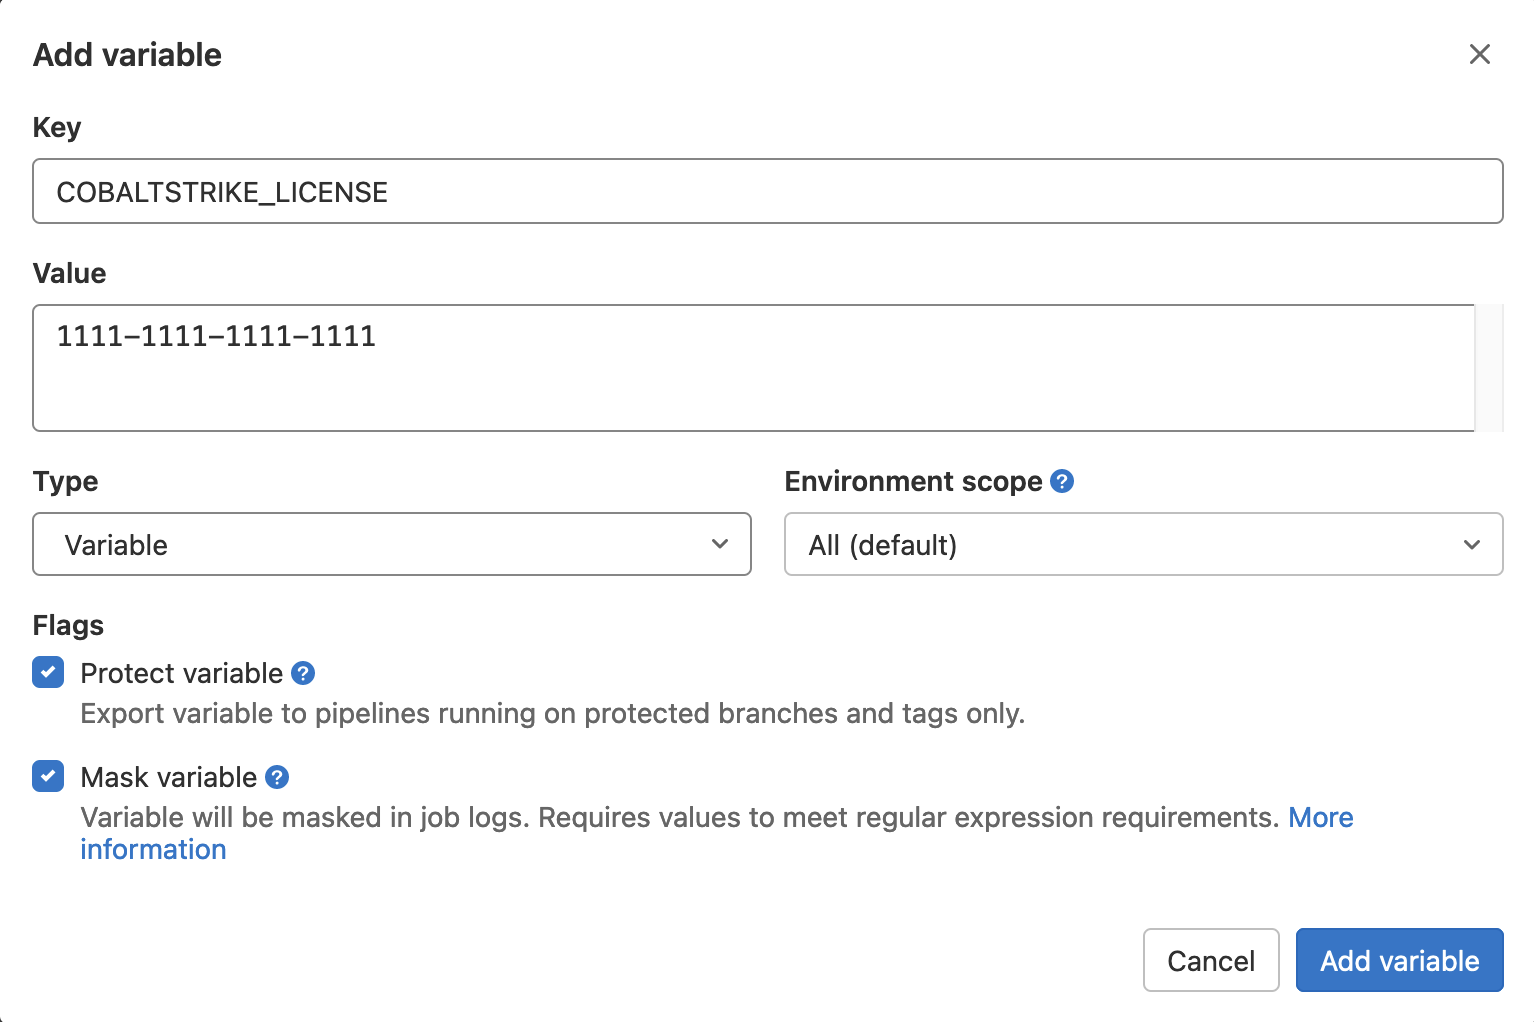 Add variable
Key
COBALTSTRIKE_LICENSE
Value
1111-1111-1111-1111
Type
Environment scope ?
Variable
All (default)
Flags
Protect variable ?
Export variable to pipelines running on protected branches and tags only.
Mask variable ?
Variable will be masked in job logs. Requires values to meet regular expression requirements. More
information
Cancel
Add variable